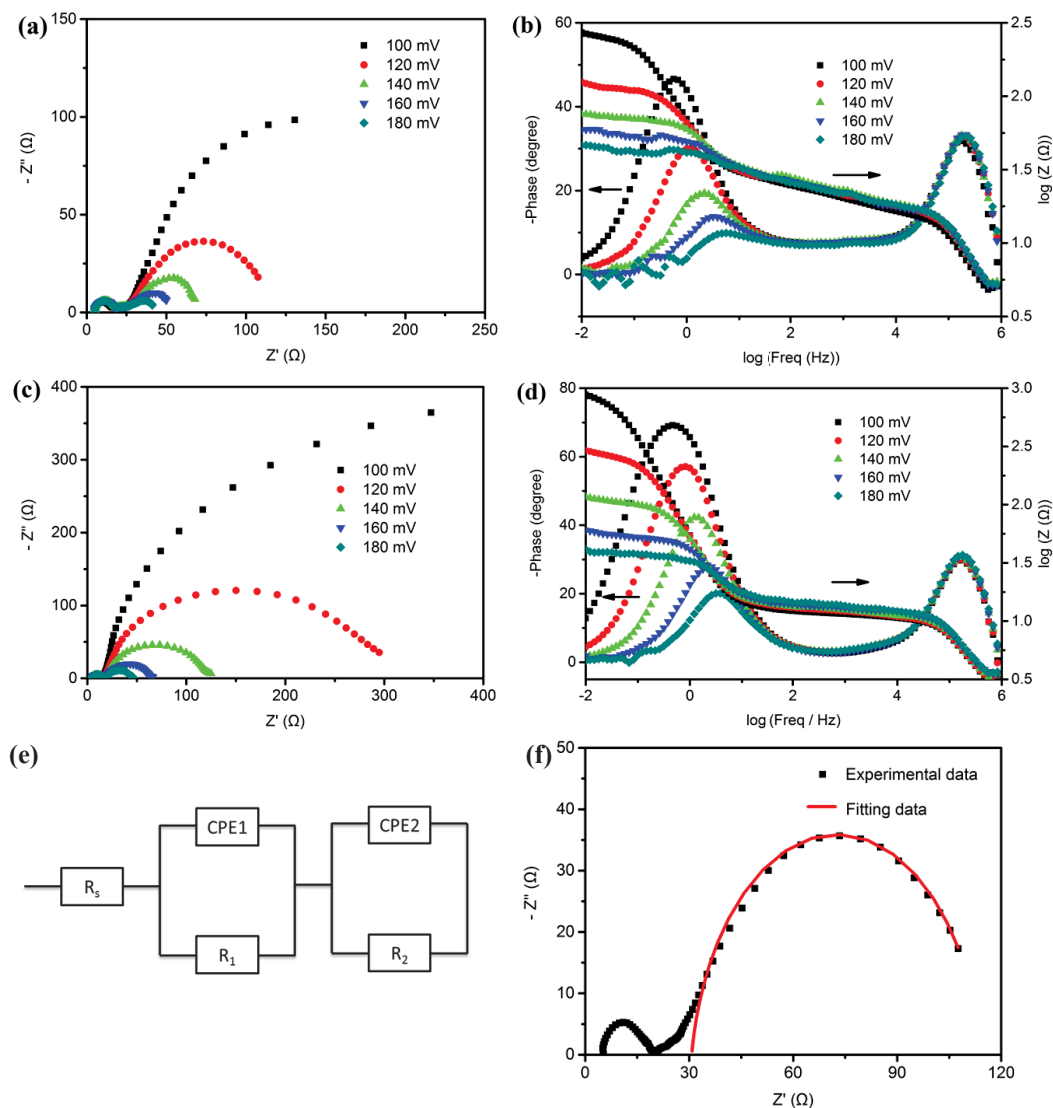 (a)
150
100
50
0
- Z'' (Ω)
0 50 100 150 200 250
Z' (Ω)
100 mV
120 mV
140 mV
160 mV
180 mV
(b)
60
40
20
0
-Phase (degree)
2.5
2.0
1.5
1.0
0.5
log (Z (Ω))
-2 0 2 4 6
log (Freq (Hz))
100 mV
120 mV
140 mV
160 mV
180 mV
(c)
400
300
200
100
0
- Z'' (Ω)
0 100 200 300 400
Z' (Ω)
100 mV
120 mV
140 mV
160 mV
180 mV
(d)
80
60
40
20
0
-Phase (degree)
3.0
2.5
2.0
1.5
1.0
0.5
log (Z (Ω))
-2 0 2 4 6
log (Freq / Hz)
100 mV
120 mV
140 mV
160 mV
180 mV
(e)
Rs
CPE1
R1
CPE2
R2
(f)
50
40
30
20
10
0
- Z'' (Ω)
0 30 60 90 120
Z' (Ω)
Experimental data
Fitting data